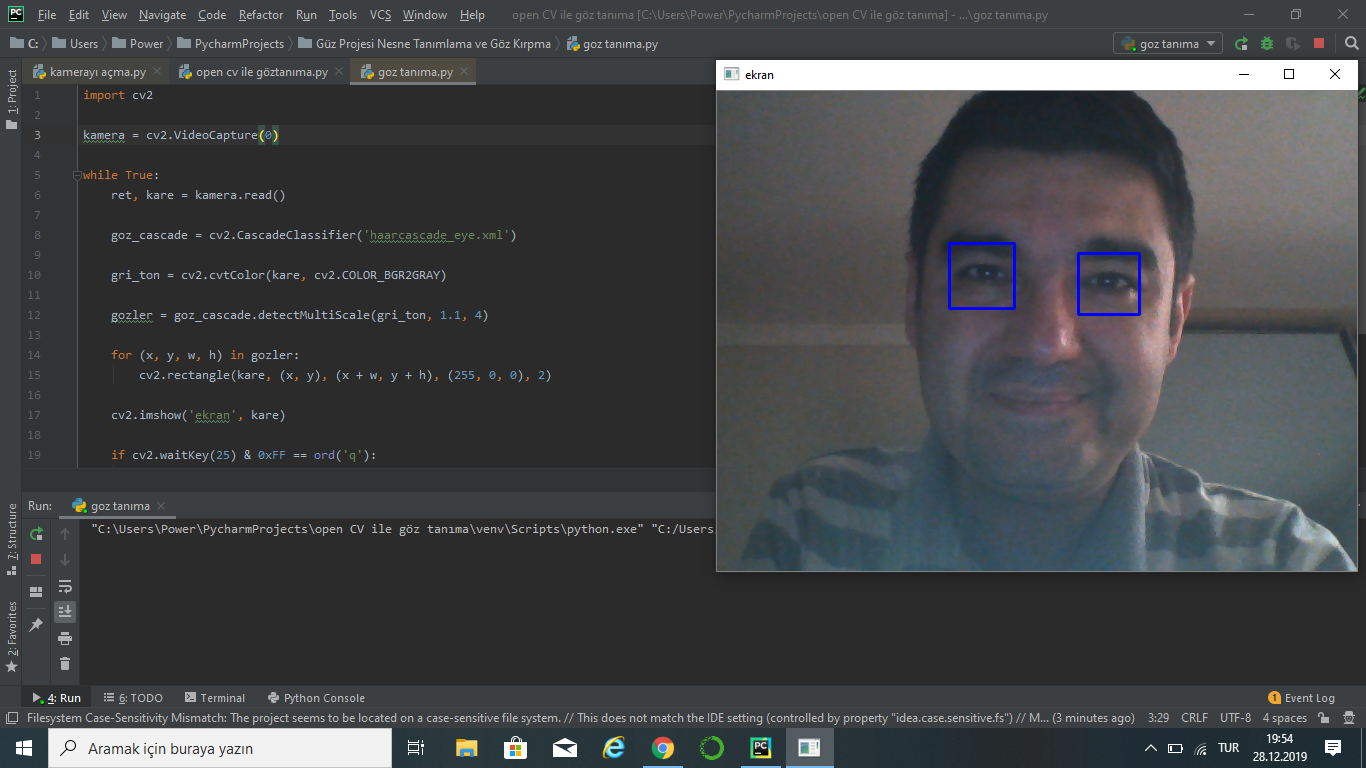 File Edit View Navigate Code Refactor Run Tools VCS Window Help open CV ile göz tanıma [C:\Users\Power\PycharmProjects\open CV ile göz tanıma] - ...\goz tanıma.py
C: Users Power PycharmProjects Güz Projesi Nesne Tanımlama ve Göz Kırpma goz tanıma.py goz tanıma
kamerayı açma.py open cv ile göztanıma.py goz tanıma.py
1: Project
ekran
1 import cv2
2
3 kamera = cv2.VideoCapture(0)
4
5 while True:
6 ret, kare = kamera.read()
7
8 goz_cascade = cv2.CascadeClassifier('haarcascade_eye.xml')
9
10 gri_ton = cv2.cvtColor(kare, cv2.COLOR_BGR2GRAY)
11
12 gozler = goz_cascade.detectMultiScale(gri_ton, 1.1, 4)
13
14 for (x, y, w, h) in gozler:
15 cv2.rectangle(kare, (x, y), (x + w, y + h), (255, 0, 0), 2)
16
17 cv2.imshow('ekran', kare)
18
19 if cv2.waitKey(25) & 0xFF == ord('q'):
Run: goz tanıma
"C:\Users\Power\PycharmProjects\open CV ile göz tanıma\venv\Scripts\python.exe" "C:/Users/
7: Structure
2: Favorites
4: Run 6: TODO Terminal Python Console 1 Event Log
Filesystem Case-Sensitivity Mismatch: The project seems to be located on a case-sensitive file system. // This does not match the IDE setting (controlled by property "idea.case.sensitive.fs") // M... (3 minutes ago) 3:29 CRLF UTF-8 4 spaces
Aramak için buraya yazın TUR 19:54
28.12.2019